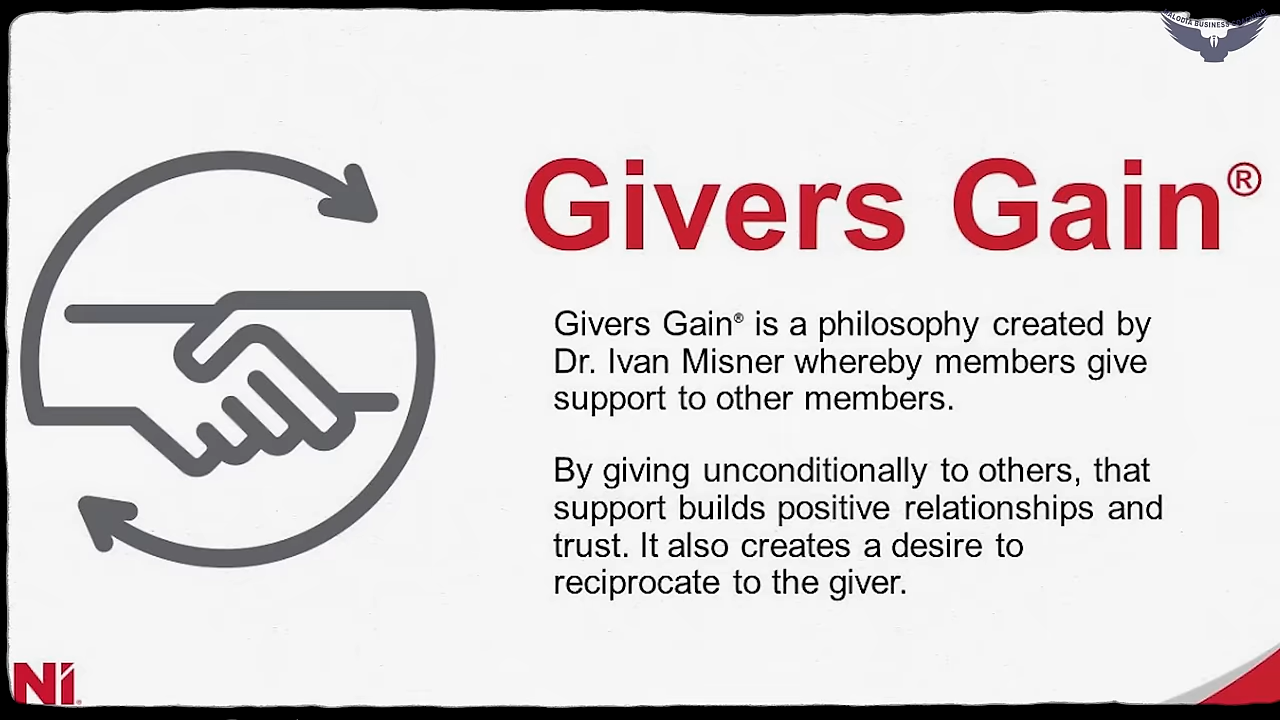 BUSINESS
Givers Gain®
Givers Gain® is a philosophy created by
Dr. Ivan Misner whereby members give
support to other members.
By giving unconditionally to others, that
support builds positive relationships and
trust. It also creates a desire to
reciprocate to the giver.
NI